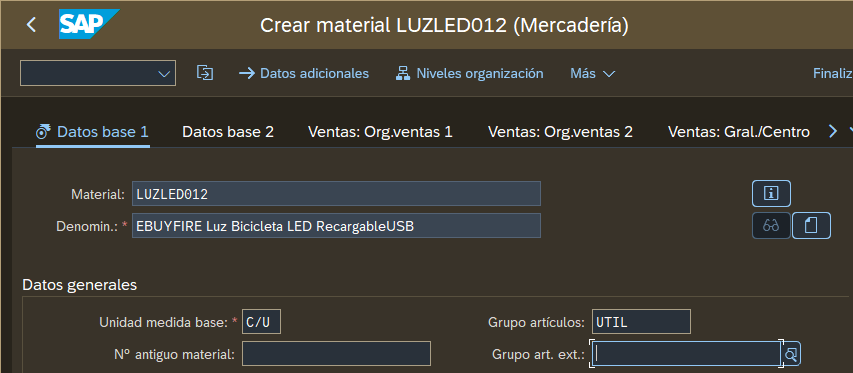 SAP
Crear material LUZLED012 (Mercadería)
Datos adicionales Niveles organización Más Finaliz
Datos base 1 Datos base 2 Ventas: Org.ventas 1 Ventas: Org.ventas 2 Ventas: Gral./Centro
Material: LUZLED012
Denomin.: * EBUYFIRE Luz Bicicleta LED RecargableUSB
Datos generales
Unidad medida base: * C/U Grupo artículos: UTIL
Nº antiguo material: Grupo art. ext.: